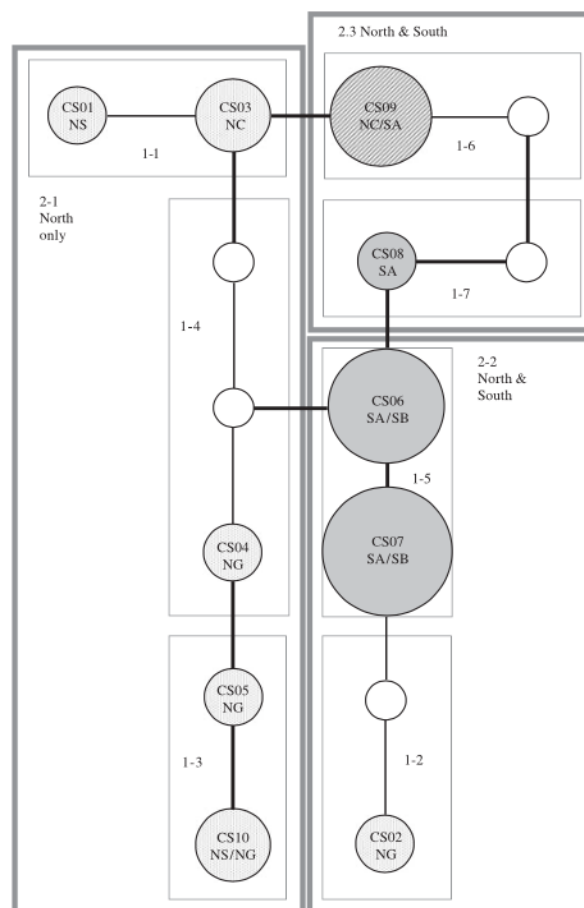 2.3 North & South
CS01
NS
CS03
NC
CS09
NC/SA
1-1
1-6
2-1
North
only
CS08
SA
1-7
1-4
2-2
North &
South
CS06
SA/SB
1-5
CS07
SA/SB
CS04
NG
CS05
NG
1-3
1-2
CS10
NS/NG
CS02
NG